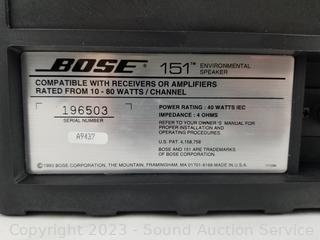 BOSE 151™ ENVIRONMENTAL SPEAKER
COMPATIBLE WITH RECEIVERS OR AMPLIFIERS
RATED FROM 10 - 80 WATTS / CHANNEL
196503
SERIAL NUMBER
A9437
POWER RATING : 40 WATTS IEC
IMPEDANCE : 4 OHMS
REFER TO YOUR OWNER'S MANUAL FOR
PROPER INSTALLATION AND
OPERATING PROCEDURES
U.S. PAT. 4,158,756
BOSE AND 151 ARE TRADEMARKS
OF BOSE CORPORATION.
BOSE CORPORATION, THE MOUNTAIN, FRAMINGHAM, MA 01701-9168 MADE IN U.S.A.
Copyright 2023 - Sound Auction Service